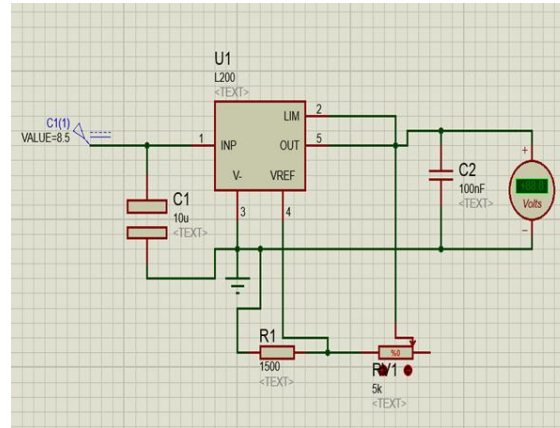 U1
L200
<TEXT>
C1(1)
VALUE=8.5
LIM
2
1
INP
OUT
5
V-
VREF
3
4
C1
10u
<TEXT>
C2
100nF
<TEXT>
+
Volts
-
R1
1500
<TEXT>
%0
RV1
5k
<TEXT>